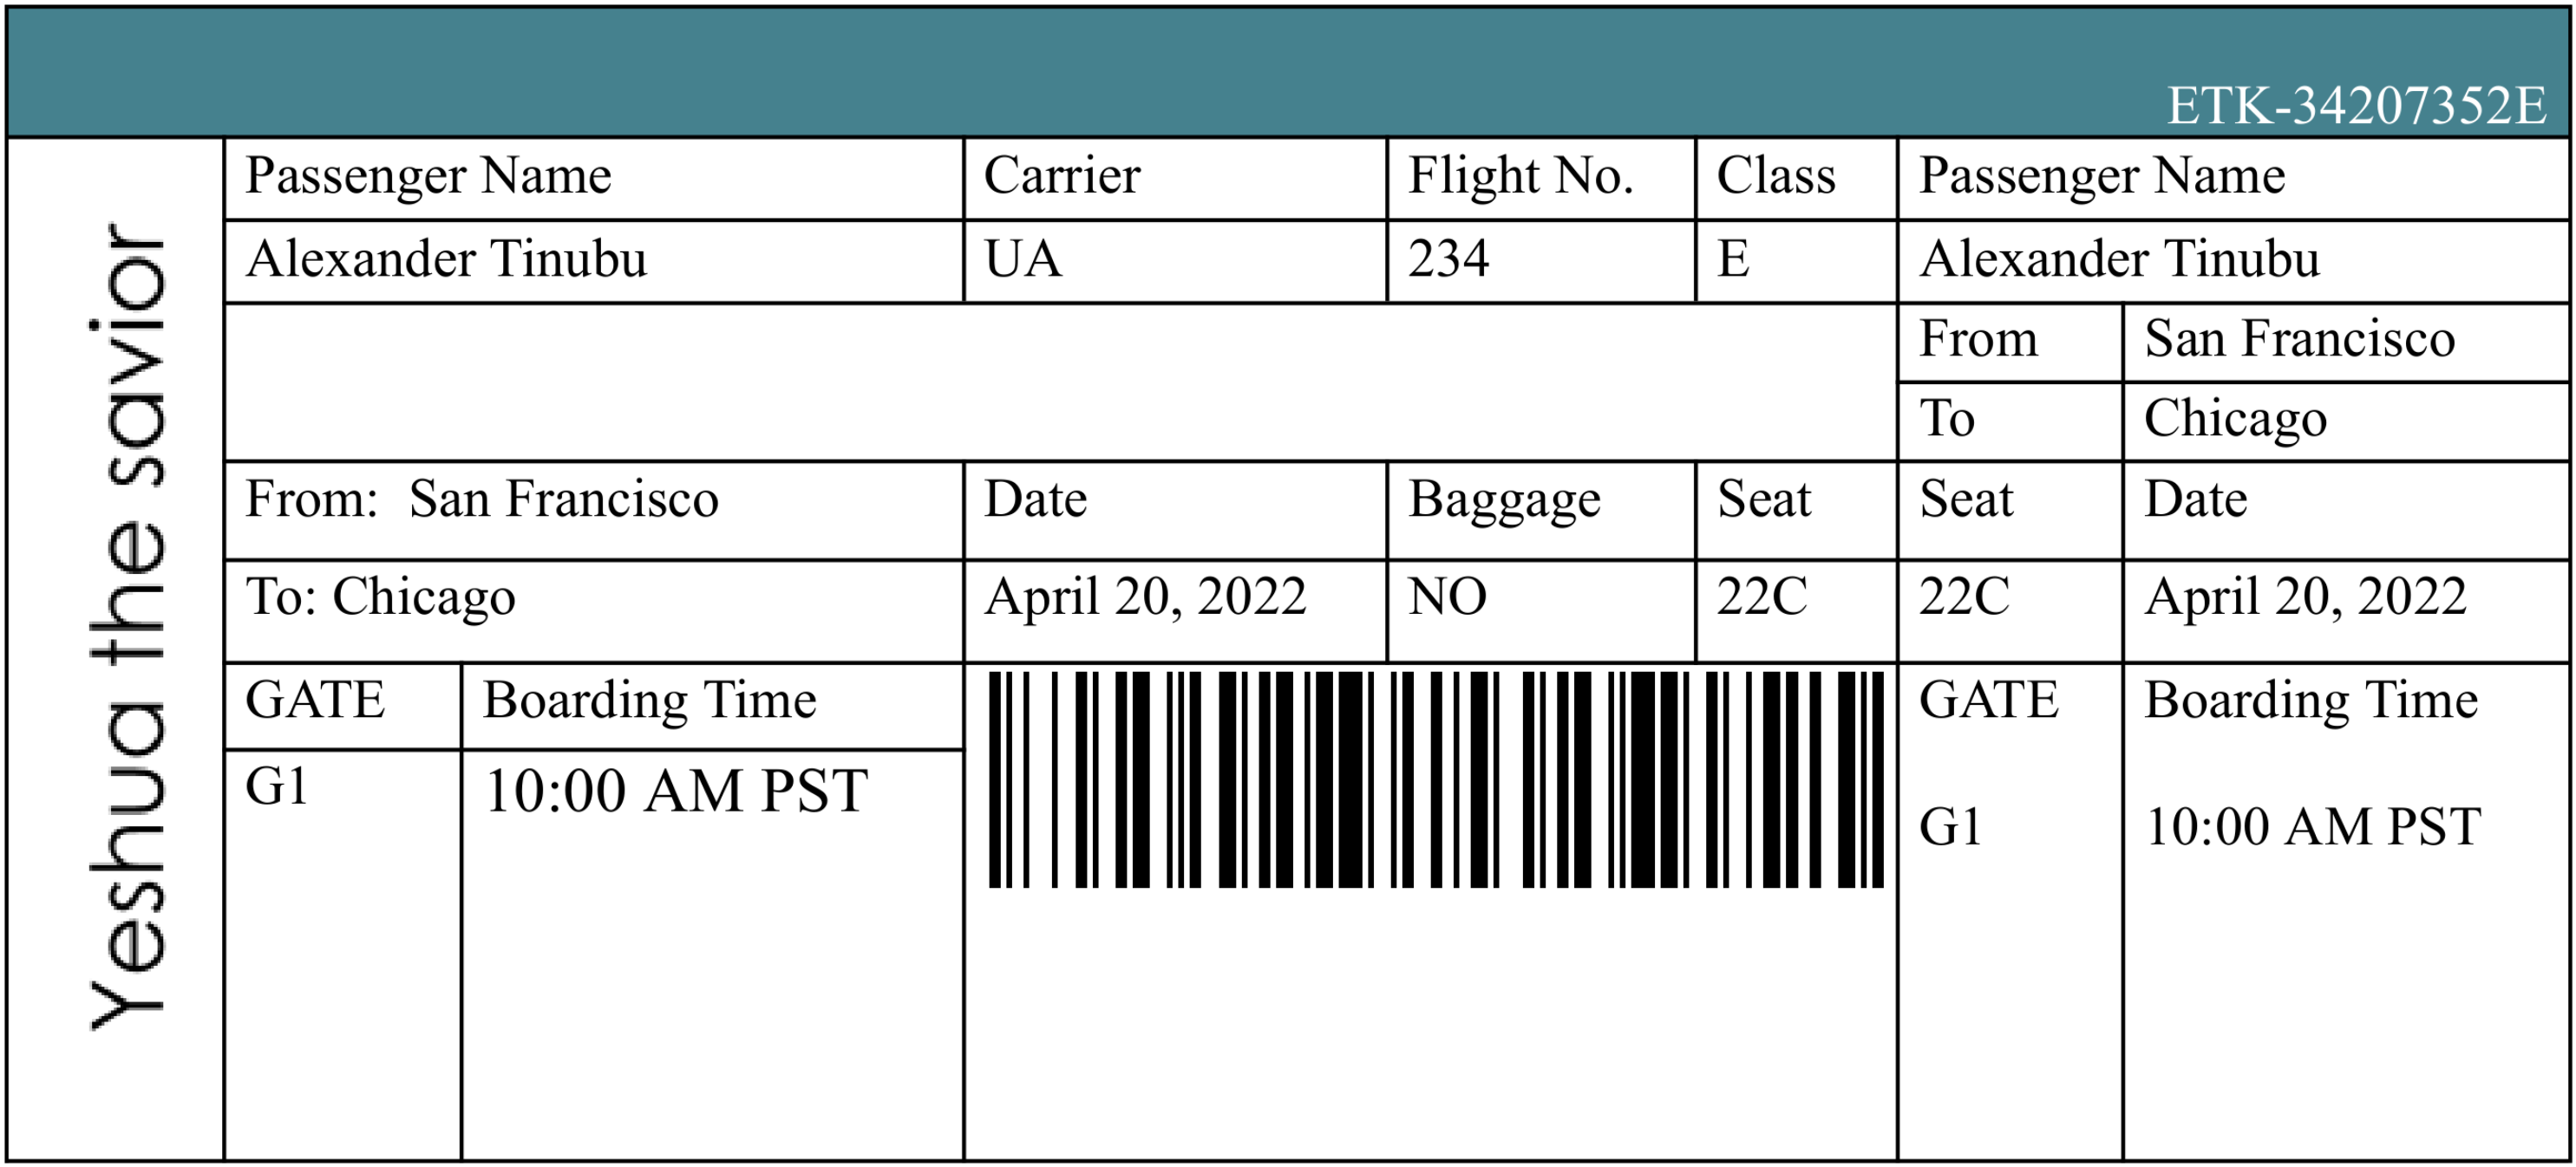 ETK-34207352E
Yeshua the savior
Passenger Name Carrier Flight No. Class Passenger Name
Alexander Tinubu UA 234 E Alexander Tinubu
From San Francisco
To Chicago
From: San Francisco Date Baggage Seat Seat Date
To: Chicago April 20, 2022 NO 22C 22C April 20, 2022
GATE Boarding Time GATE Boarding Time
G1 10:00 AM PST G1 10:00 AM PST